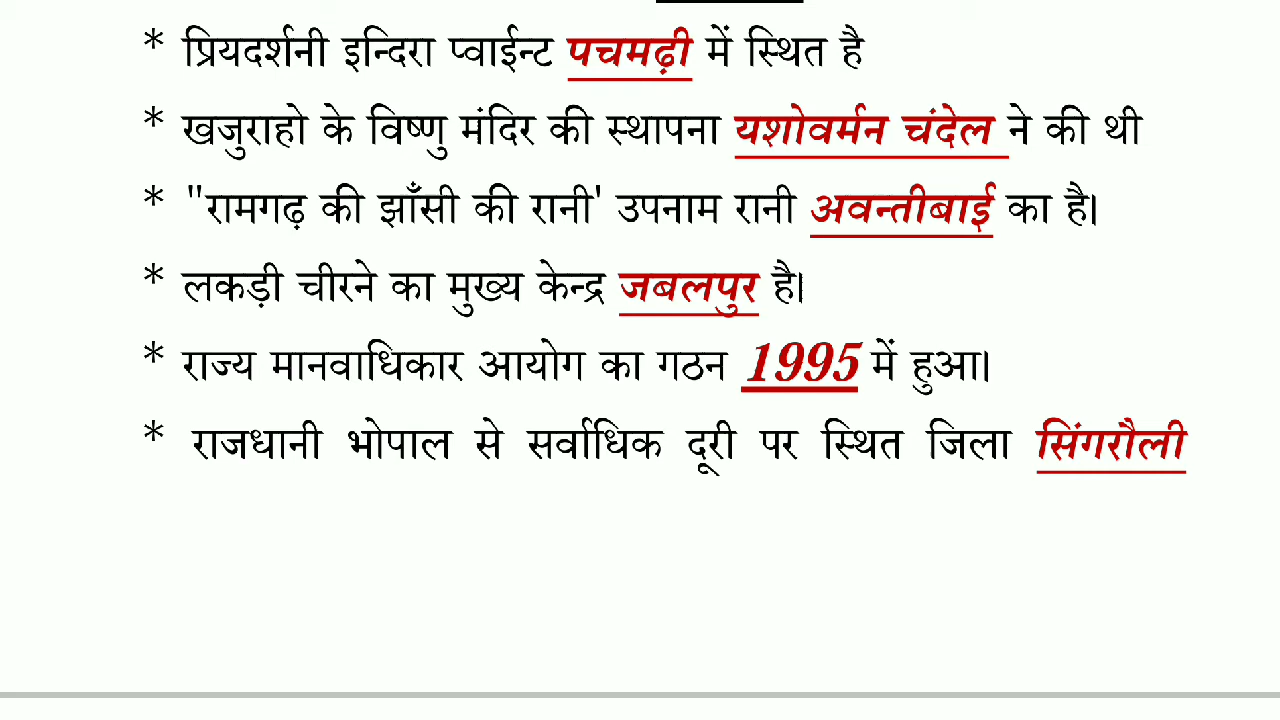 * प्रियदर्शनी इन्दिरा प्वाईन्ट पचमढ़ी में स्थित है
* खजुराहो के विष्णु मंदिर की स्थापना यशोवर्मन चंदेल ने की थी
* "रामगढ़ की झाँसी की रानी' उपनाम रानी अवन्तीबाई का है।
* लकड़ी चीरने का मुख्य केन्द्र जबलपुर है।
* राज्य मानवाधिकार आयोग का गठन 1995 में हुआ।
* राजधानी भोपाल से सर्वाधिक दूरी पर स्थित जिला सिंगरौली